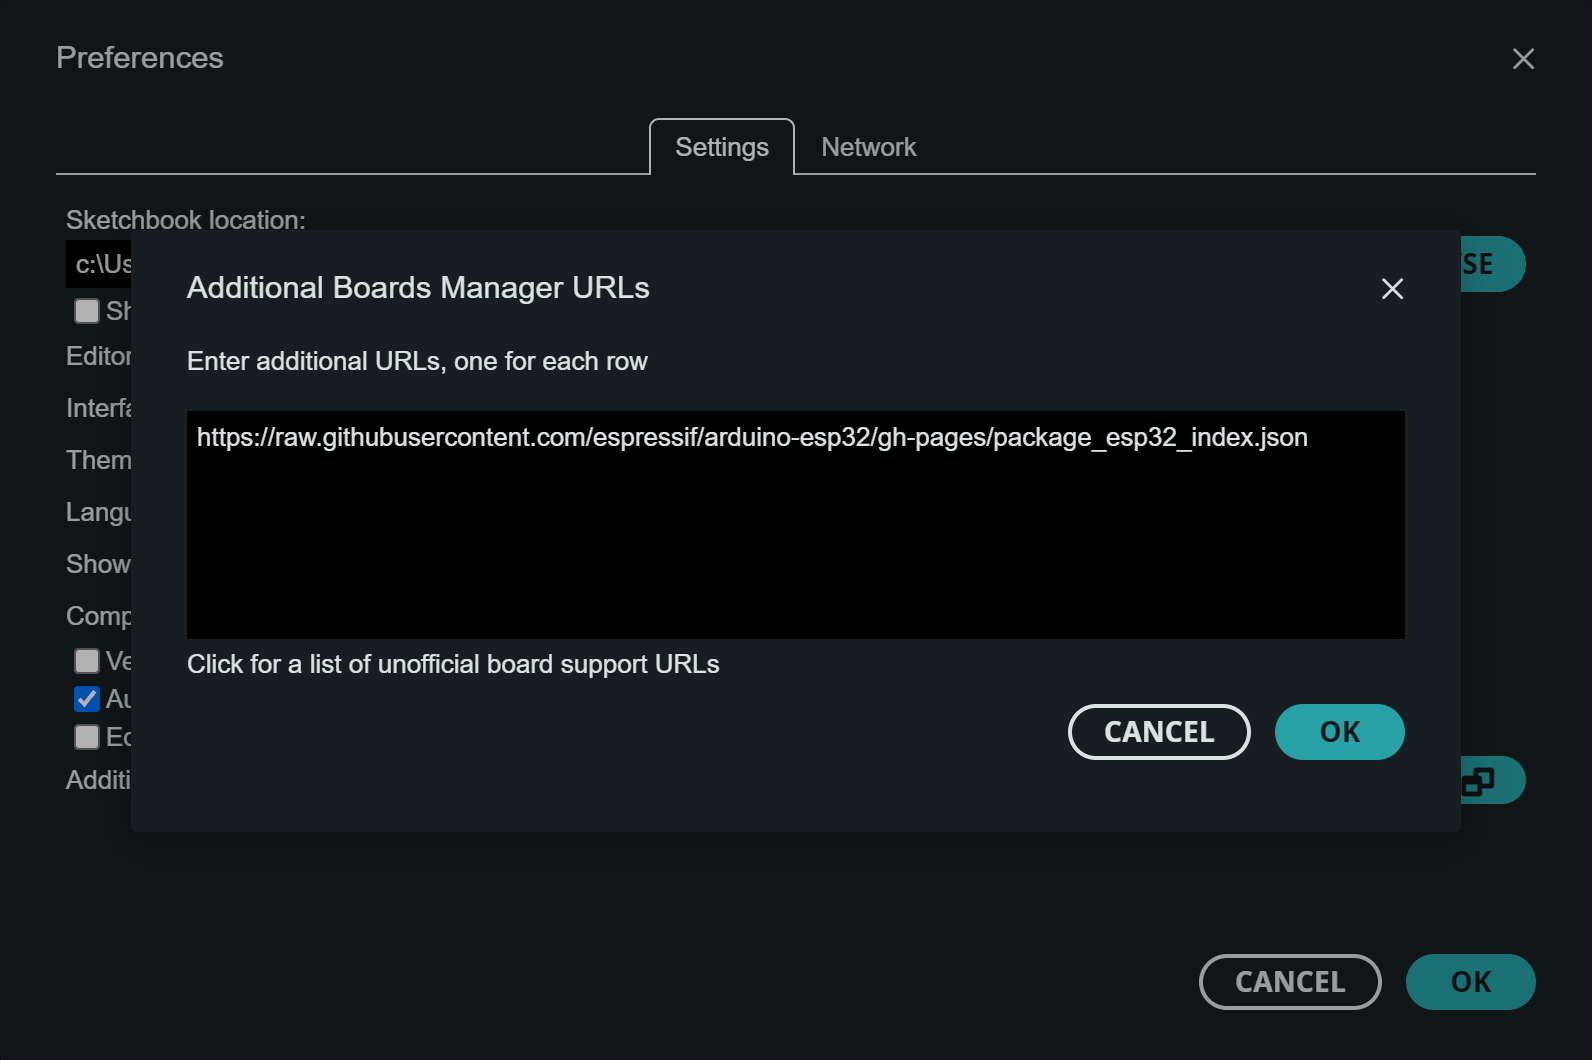 Preferences
Settings
Network
Sketchbook location:
c:\Us
SE
Sh
Editor
Interfa
Them
Langu
Show
Comp
Ve
Au
Additi
Additional Boards Manager URLs
Enter additional URLs, one for each row
https://raw.githubusercontent.com/espressif/arduino-esp32/gh-pages/package_esp32_index.json
Click for a list of unofficial board support URLs
CANCEL
OK
CANCEL
OK